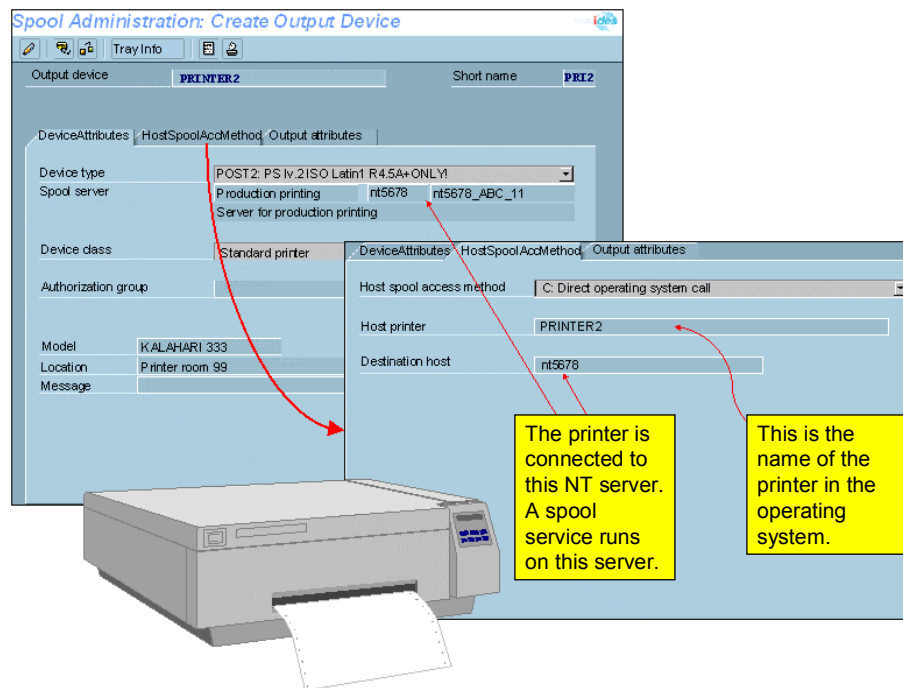 Spool Administration: Create Output Device
idea
Tray Info
Output device PRINTER2 Short name PRI2
DeviceAttributes HostSpoolAccMethod Output attributes
Device type POST2: PS lv.2ISO Latin1 R4.5A+ONLY!
Spool server Production printing nt5678 nt5678_ABC_11
Server for production printing
Device class Standard printer
Authorization group
Model KALAHARI 333
Location Printer room 99
Message
DeviceAttributes HostSpoolAccMethod Output attributes
Host spool access method C: Direct operating system call
Host printer PRINTER2
Destination host nt5678
The printer is
connected to
this NT server.
A spool
service runs
on this server.
This is the
name of the
printer in the
operating
system.